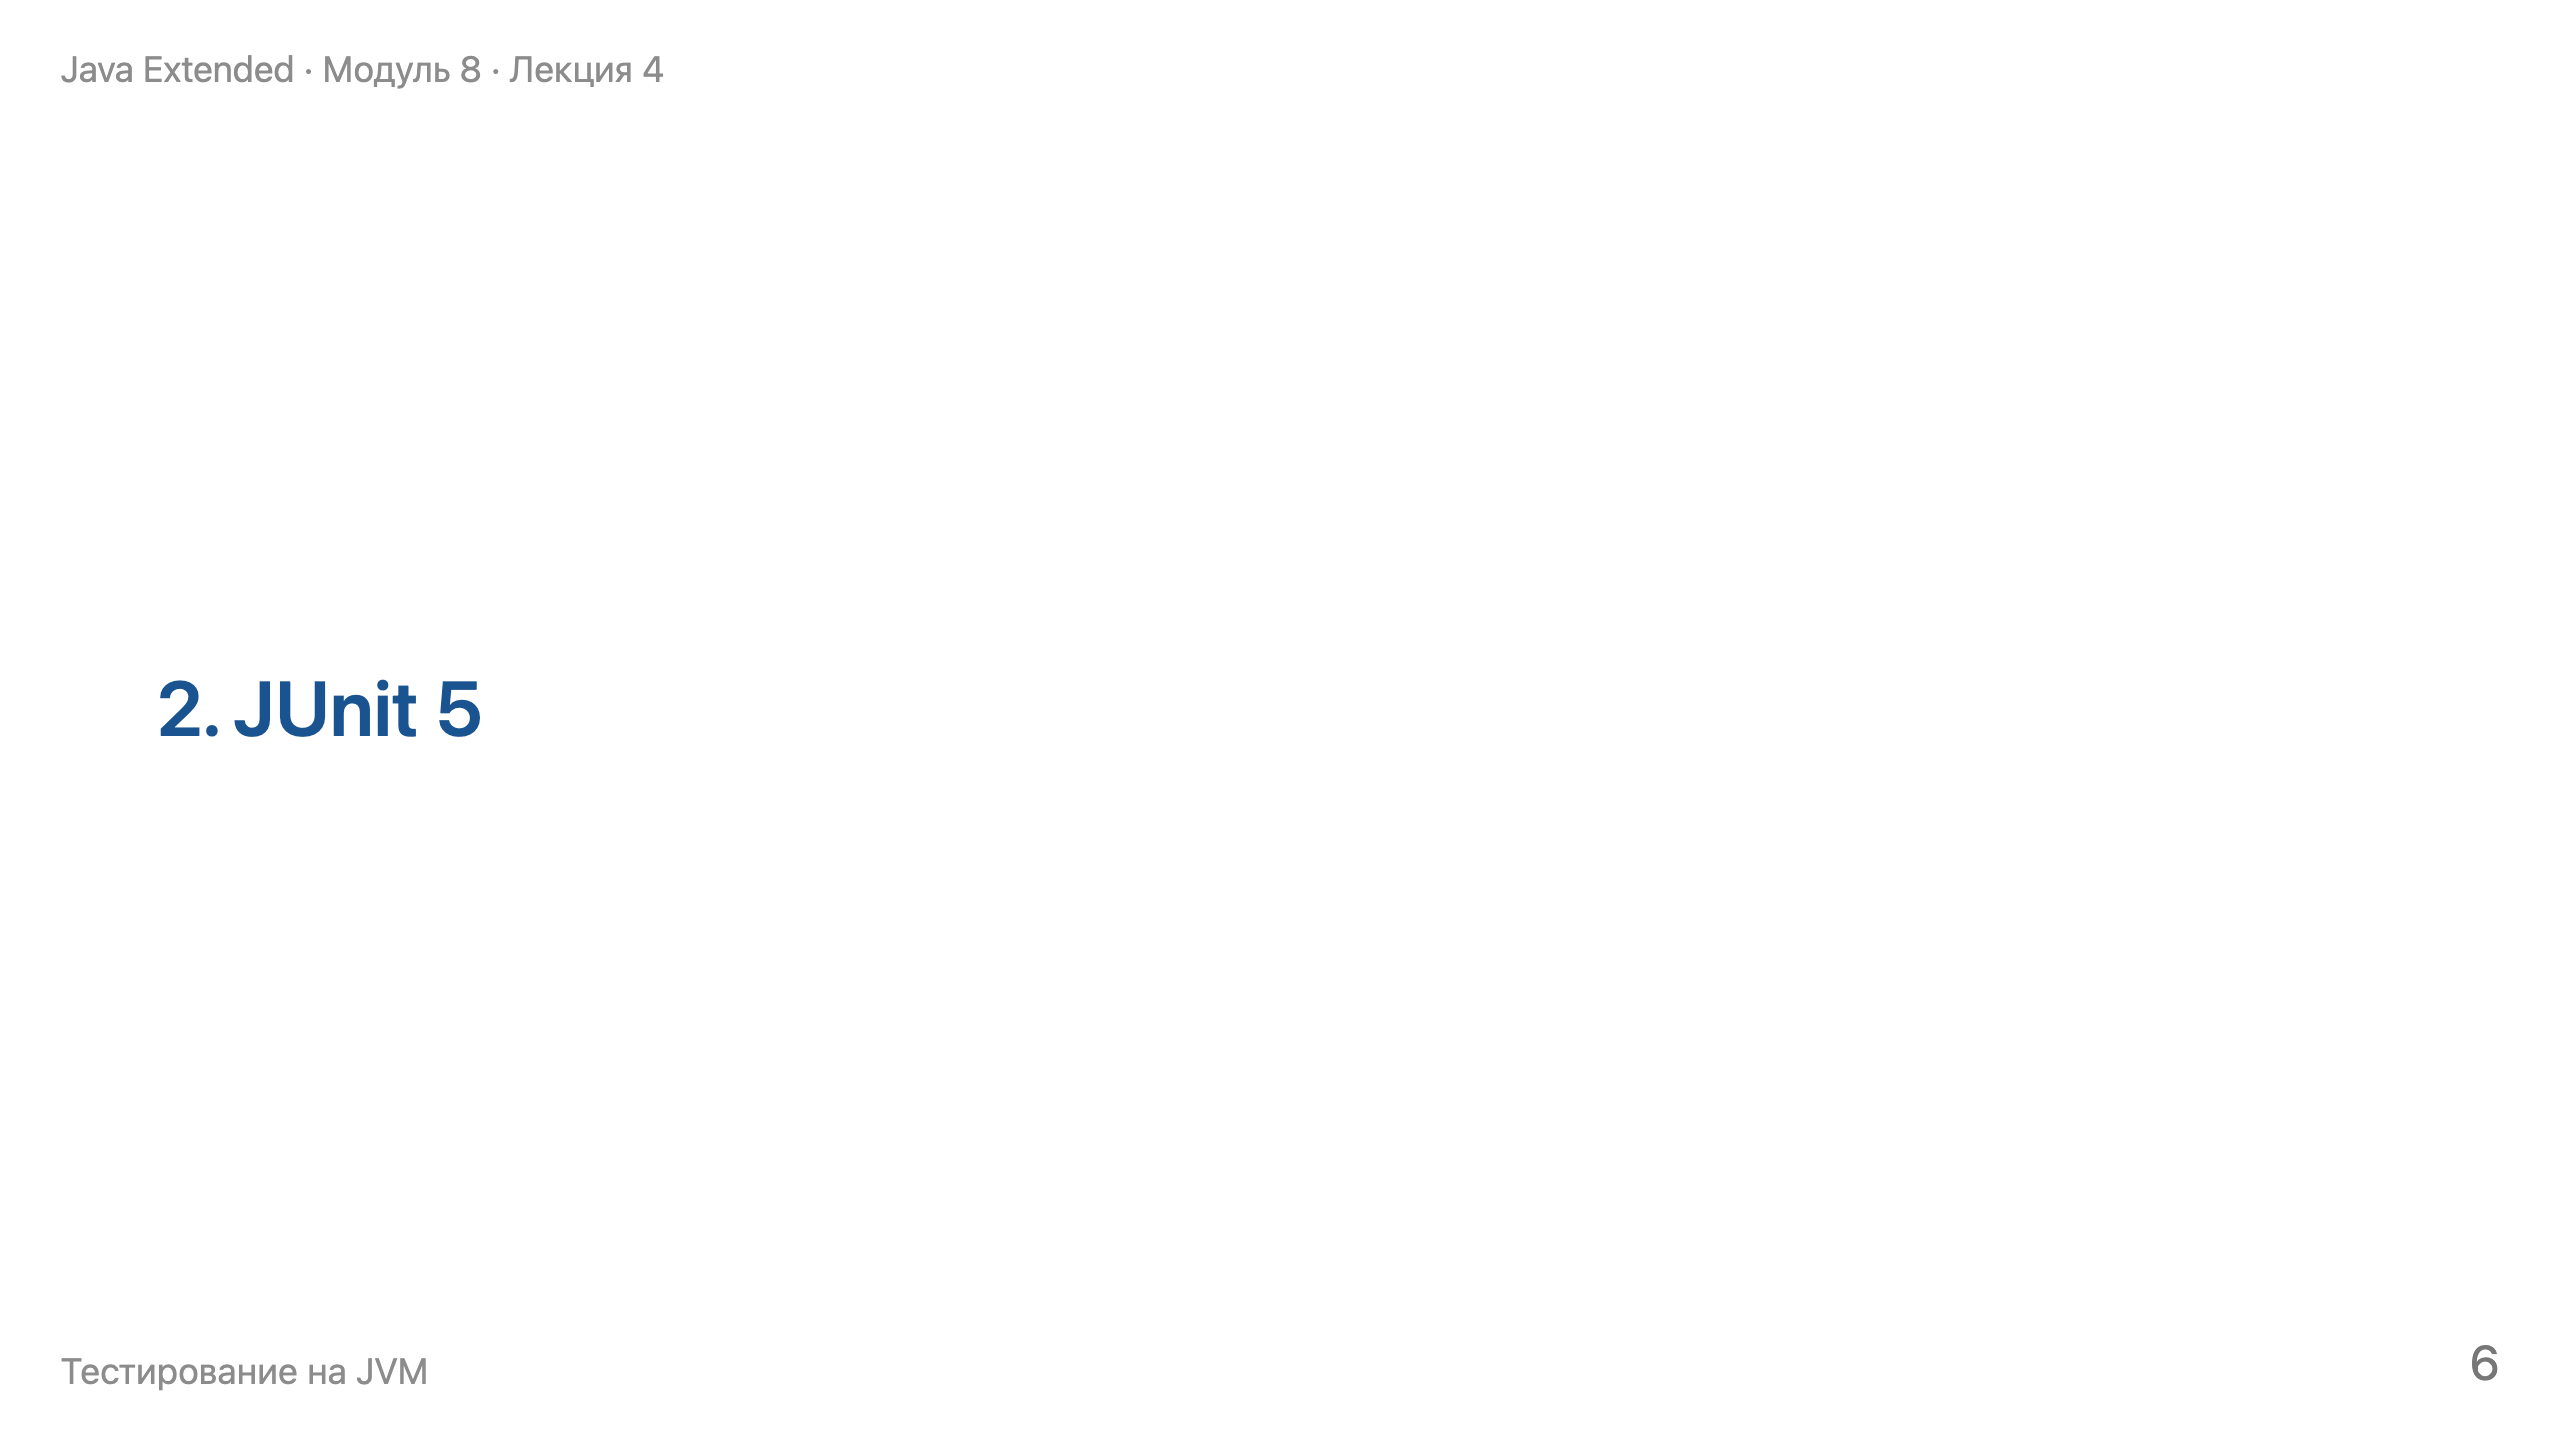 Java Extended · Модуль 8 · Лекция 4
2. JUnit 5
Тестирование на JVM
6